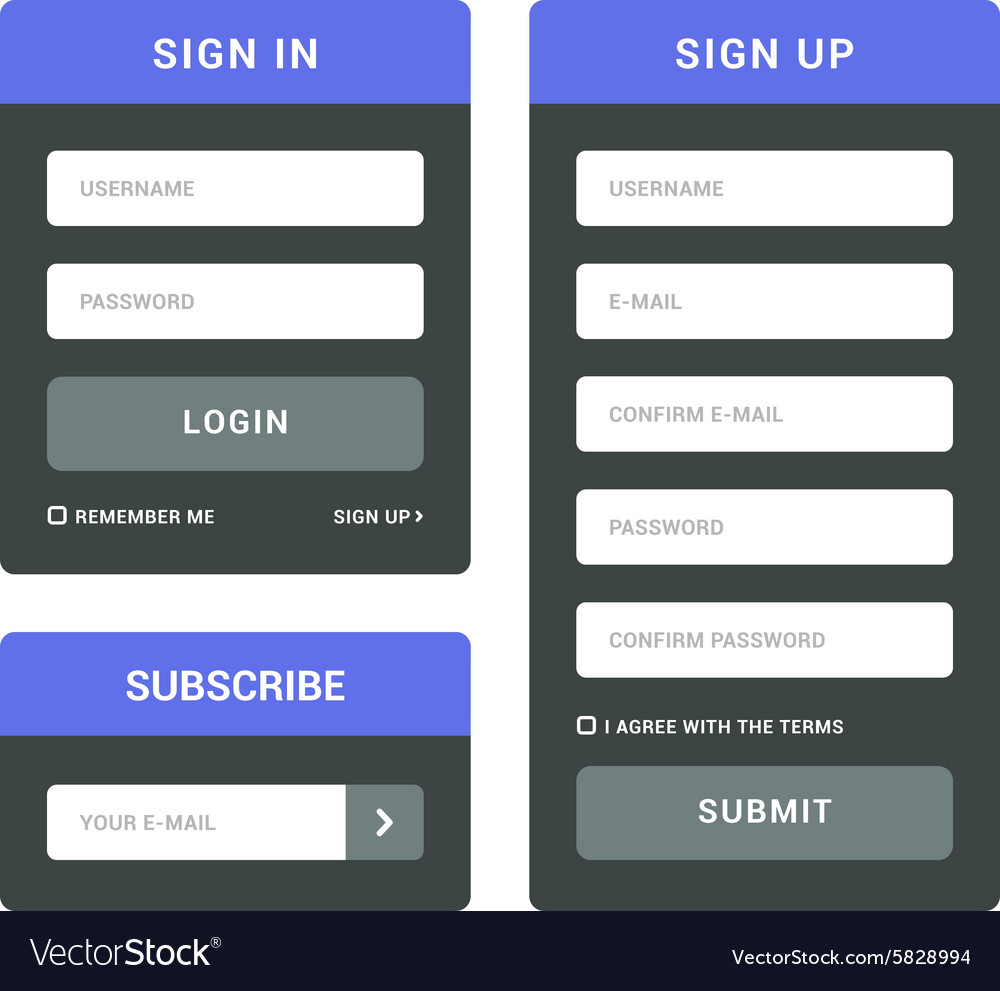 SIGN IN
USERNAME
PASSWORD
LOGIN
REMEMBER ME
SIGN UP
SUBSCRIBE
YOUR E-MAIL
SIGN UP
USERNAME
E-MAIL
CONFIRM E-MAIL
PASSWORD
CONFIRM PASSWORD
I AGREE WITH THE TERMS
SUBMIT
VectorStock®
VectorStock.com/5828994